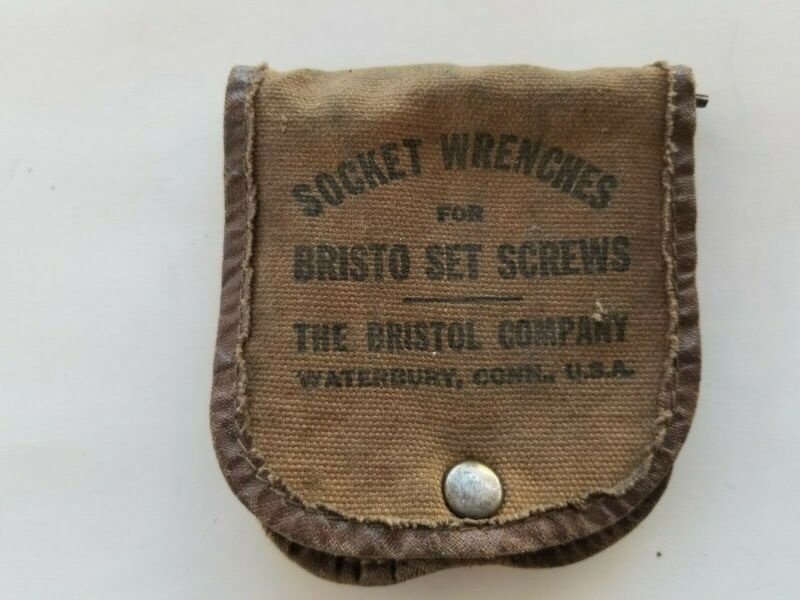 SOCKET WRENCHES
FOR
BRISTO SET SCREWS
THE BRISTOL COMPANY
WATERBURY, CONN., U.S.A.